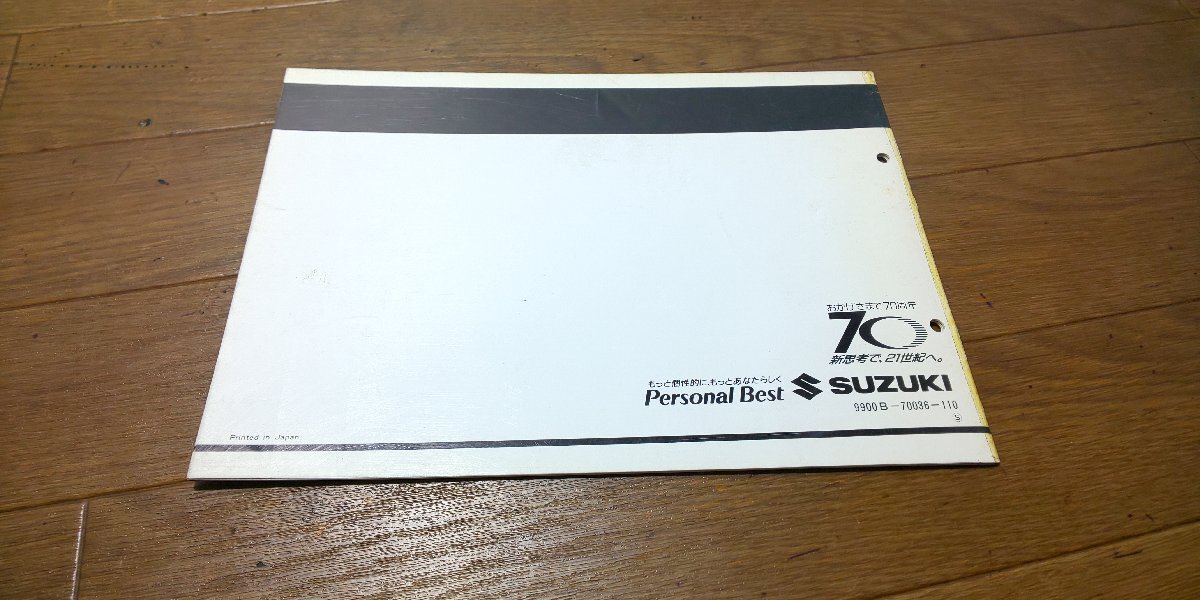 おかげさまで70周年
70
新思考で、21世紀へ。
もっと個性的に、もっとあなたらしく
Personal Best
SUZUKI
9900B-70036-110
Printed in Japan